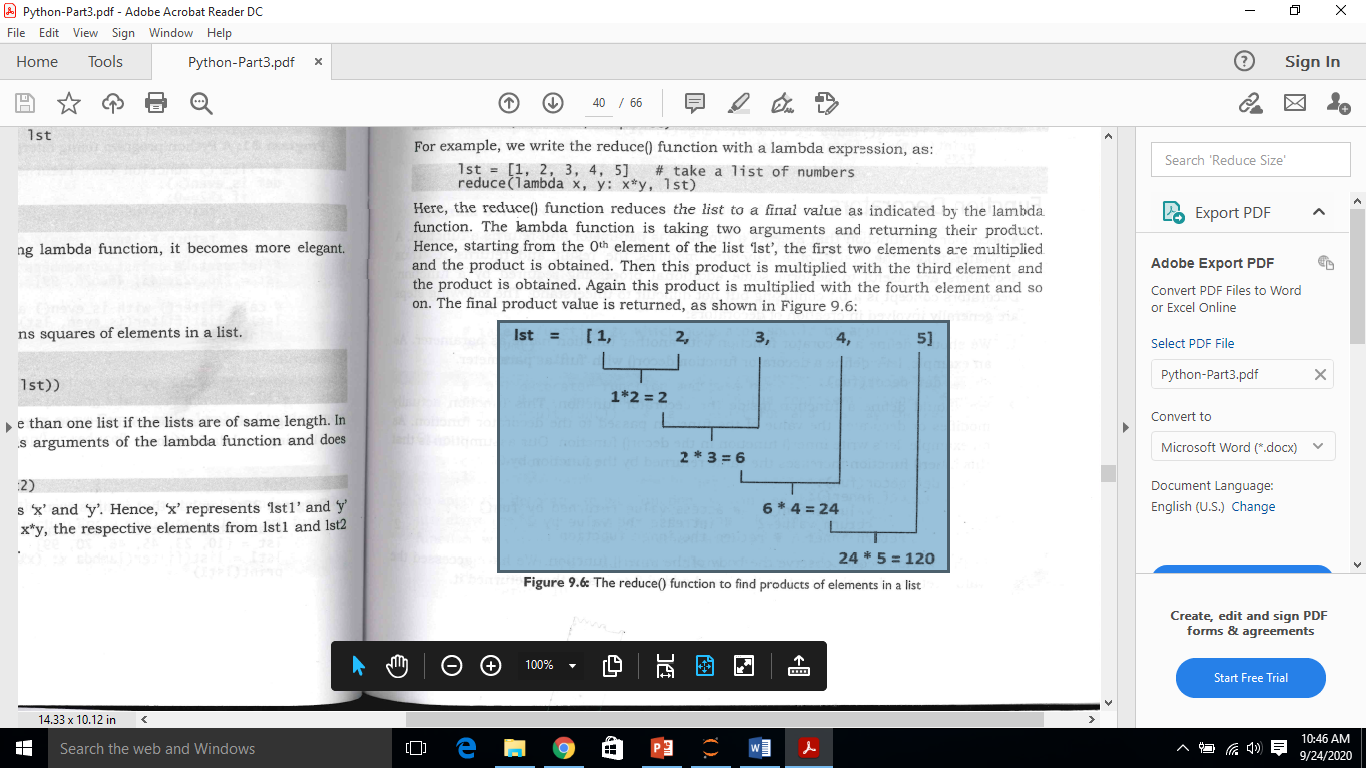 Python-Part3.pdf - Adobe Acrobat Reader DC
File Edit View Sign Window Help
Home Tools Python-Part3.pdf × Sign In
40 / 66
lst
ng lambda function, it becomes more elegant.
ns squares of elements in a list.
lst))
e than one list if the lists are of same length. In
s arguments of the lambda function and does
t2)
s 'x' and 'y'. Hence, 'x' represents 'lst1' and 'y'
x*y, the respective elements from lst1 and lst2
For example, we write the reduce() function with a lambda expression, as:
lst = [1, 2, 3, 4, 5] # take a list of numbers
reduce(lambda x, y: x*y, lst)
Here, the reduce() function reduces the list to a final value as indicated by the lambda
function. The lambda function is taking two arguments and returning their product.
Hence, starting from the 0th element of the list 'lst', the first two elements are multiplied
and the product is obtained. Then this product is multiplied with the third element and
the product is obtained. Again this product is multiplied with the fourth element and so
on. The final product value is returned, as shown in Figure 9.6:
lst = [ 1, 2, 3, 4, 5]
1*2 = 2
2 * 3 = 6
6 * 4 = 24
24 * 5 = 120
Figure 9.6: The reduce() function to find products of elements in a list
100%
14.33 x 10.12 in
Search 'Reduce Size'
Export PDF
Adobe Export PDF
Convert PDF Files to Word
or Excel Online
Select PDF File
Python-Part3.pdf
Convert to
Microsoft Word (*.docx)
Document Language:
English (U.S.) Change
Create, edit and sign PDF
forms & agreements
Start Free Trial
Search the web and Windows
10:46 AM
9/24/2020